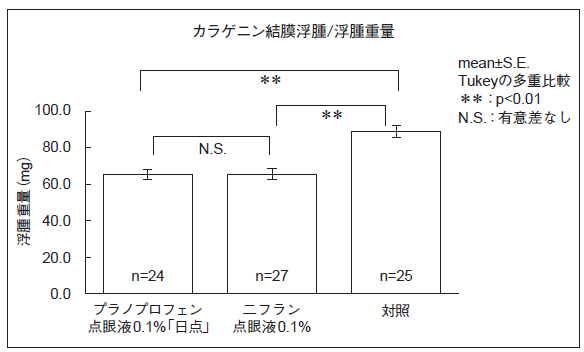 カラゲニン結膜浮腫/浮腫重量
mean±S.E.
Tukeyの多重比較
＊＊：p<0.01
N.S.：有意差なし
＊＊
＊＊
N.S.
浮腫重量(mg)
100.0
80.0
60.0
40.0
20.0
0.0
n=24
n=27
n=25
プラノプロフェン
点眼液0.1%「日点」
ニフラン
点眼液0.1%
対照